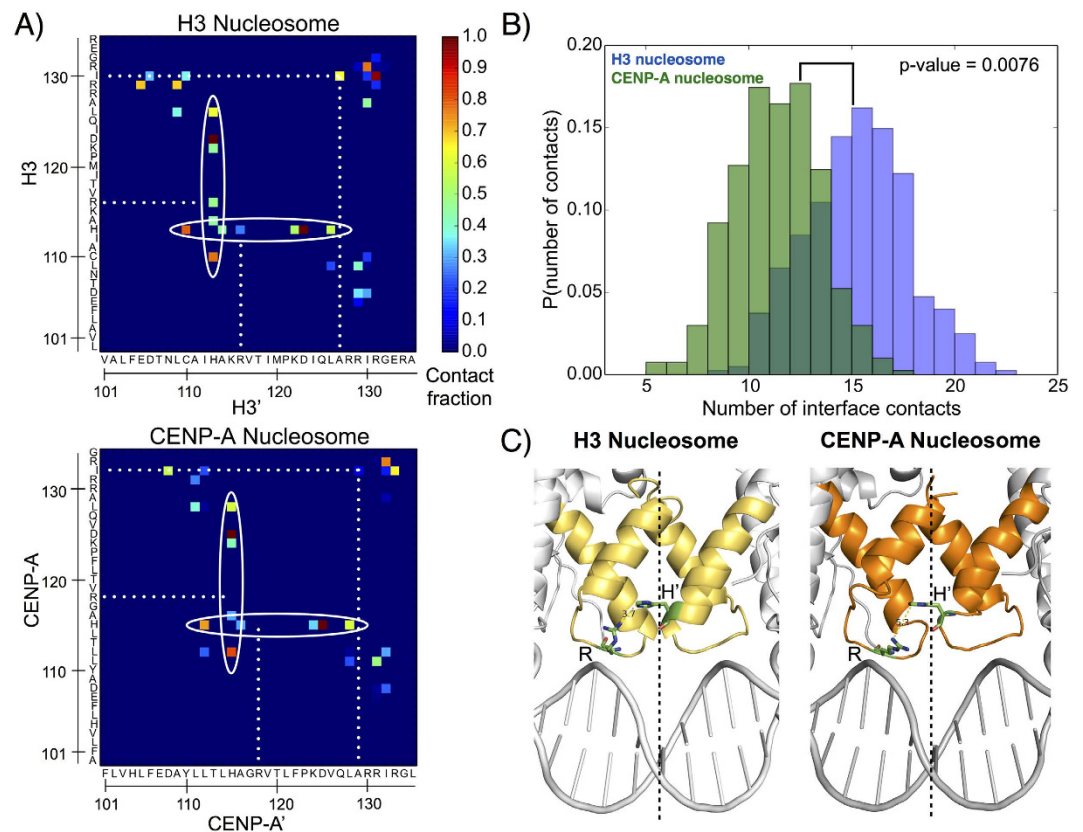 A)
H3 Nucleosome
H3
130
120
110
101
R E G R I R R A L Q I D K P M I T V R K A H I A C L N T D E F L A V L
V A L F E D T N L C A I H A K R V T I M P K D I Q L A R R I R G E R A
101 110 120 130
H3'
1.0
0.9
0.8
0.7
0.6
0.5
0.4
0.3
0.2
0.1
0.0
Contact
fraction
CENP-A Nucleosome
CENP-A
130
120
110
101
G R I R R A L Q V D K P F L T V R G A H L T L L Y A D E F L H V L F A
F L V H L F E D A Y L L T L H A G R V T L F P K D V Q L A R R I R G L
101 110 120 130
CENP-A'
B)
H3 nucleosome
CENP-A nucleosome
p-value = 0.0076
P(number of contacts)
0.20
0.15
0.10
0.05
0.00
5 10 15 20 25
Number of interface contacts
C)
H3 Nucleosome
CENP-A Nucleosome
H'
3.7
R
H'
5.3
R